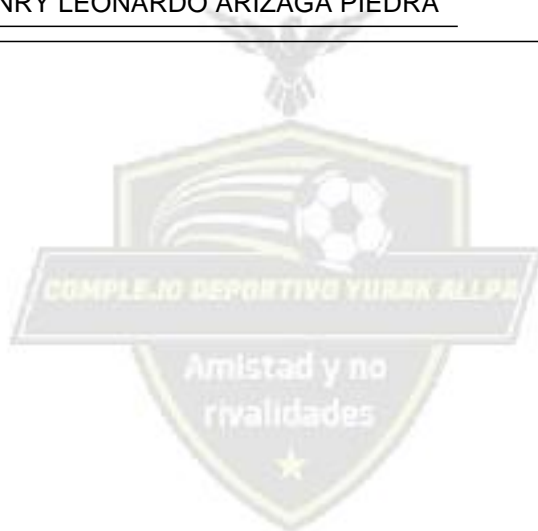 NRY LEONARDO ARIZAGA PIEDRA
COMPLEJO DEPORTIVO YURAK ALLPA
Amistad y no
rivalidades